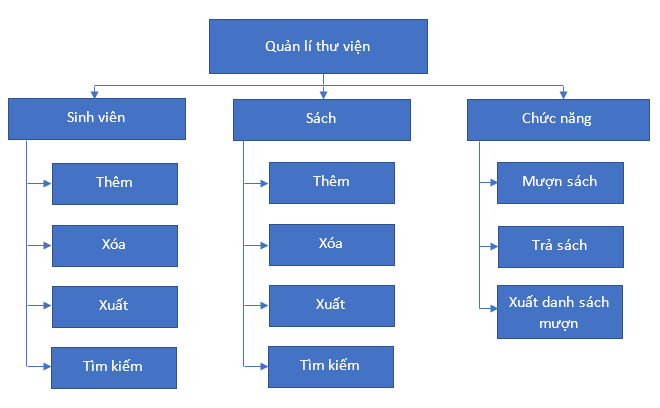 Quản lí thư viện
Sinh viên
Thêm
Xóa
Xuất
Tìm kiếm
Sách
Thêm
Xóa
Xuất
Tìm kiếm
Chức năng
Mượn sách
Trả sách
Xuất danh sách
mượn